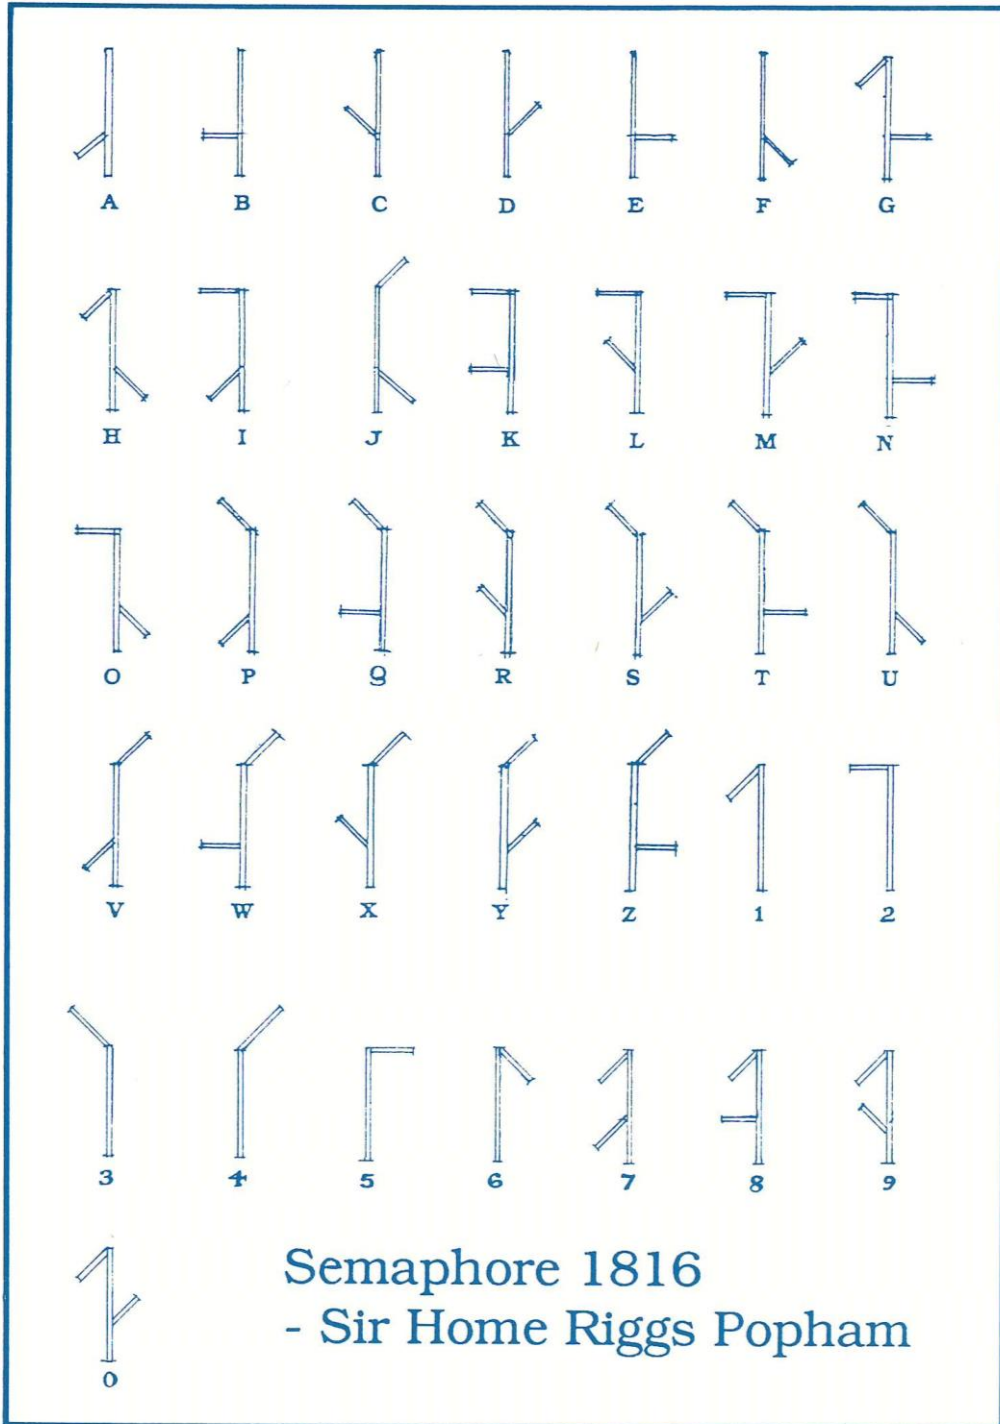 A B C D E F G
H I J K L M N
O P Q R S T U
V W X Y Z 1 2
3 4 5 6 7 8 9
0
Semaphore 1816
- Sir Home Riggs Popham